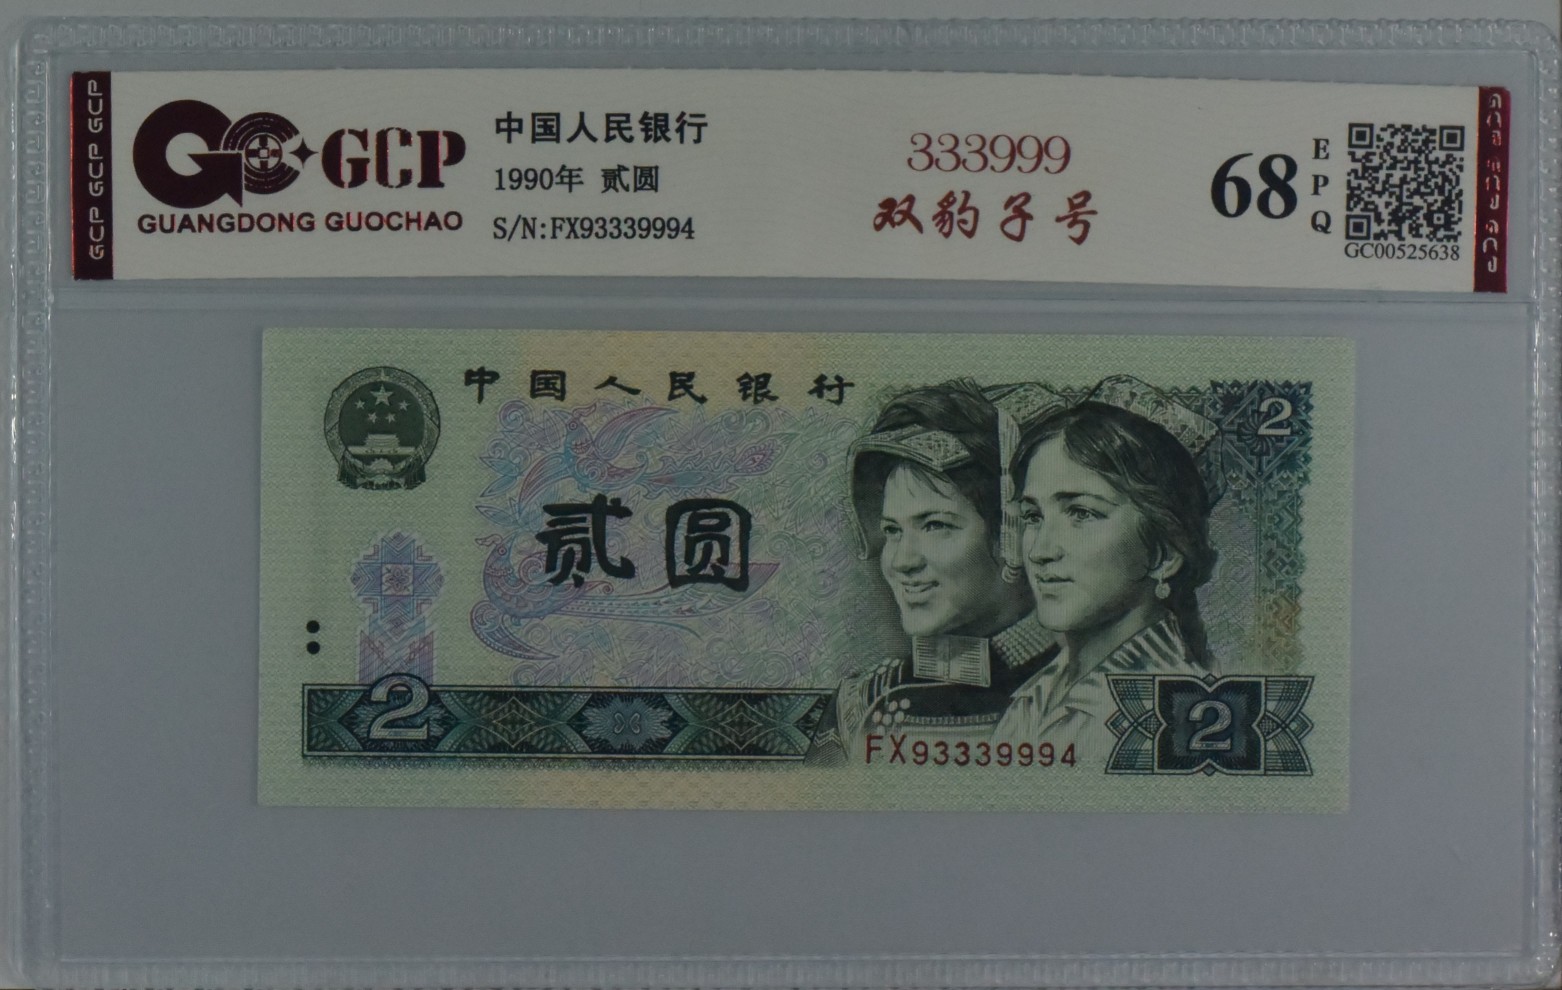 GCP GCP GCP
GCP
GUANGDONG GUOCHAO
中国人民银行
1990年 贰圆
S/N:FX93339994
333999
双豹子号
68
EPQ
GC00525638
中国人民银行
2
贰圆
2
FX93339994
2